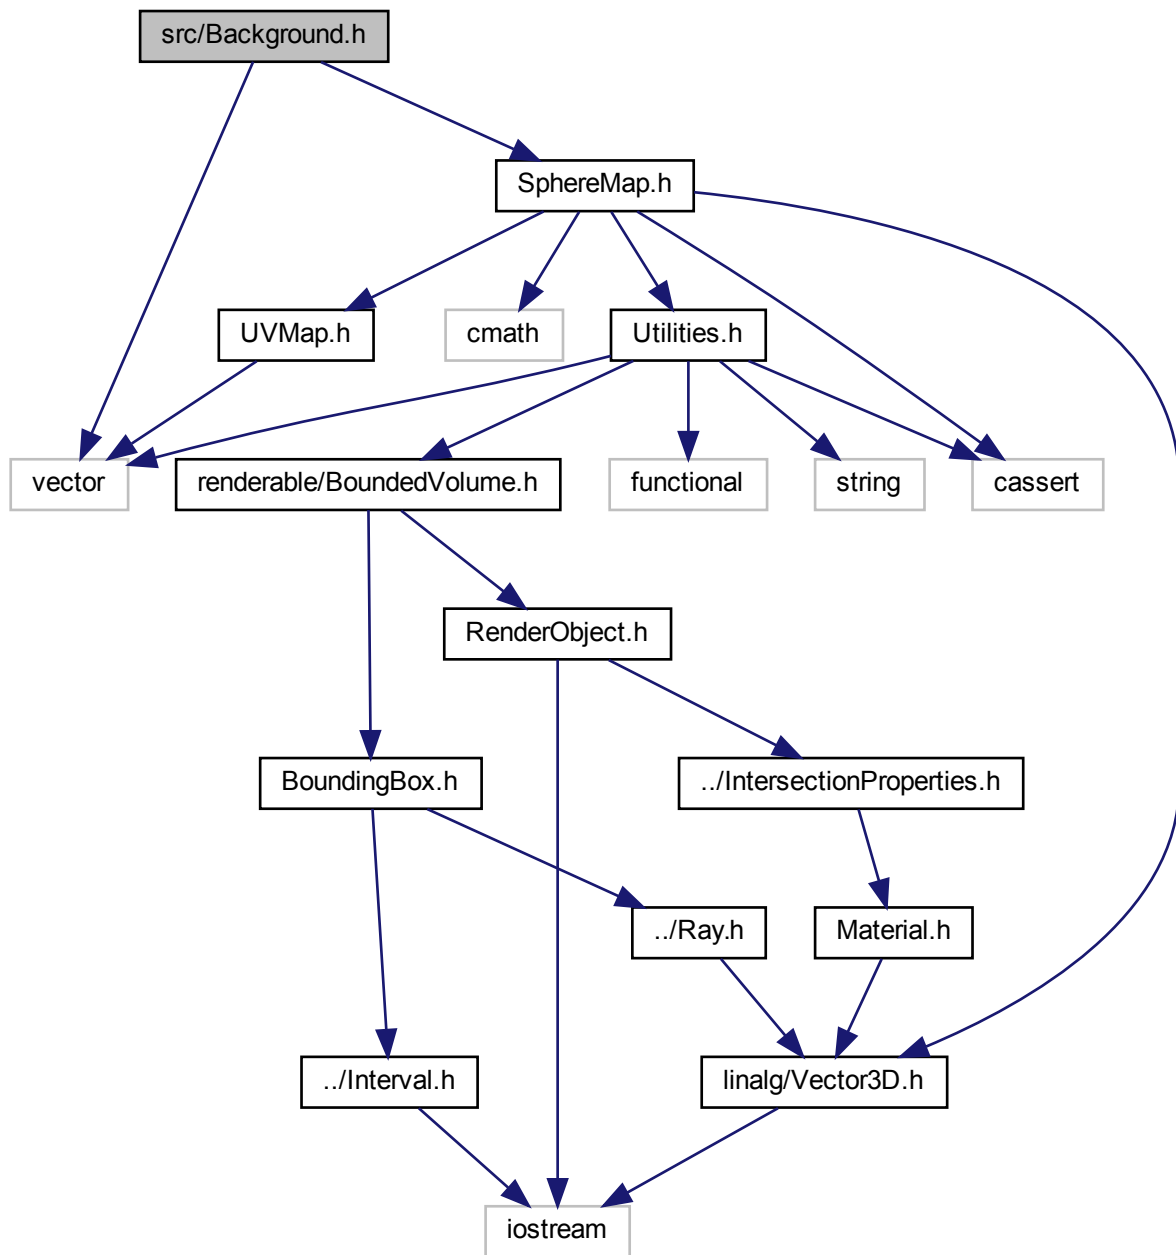 src/Background.h
SphereMap.h
UVMap.h
cmath
Utilities.h
vector
renderable/BoundedVolume.h
functional
string
cassert
RenderObject.h
BoundingBox.h
../IntersectionProperties.h
../Ray.h
Material.h
../Interval.h
linalg/Vector3D.h
iostream